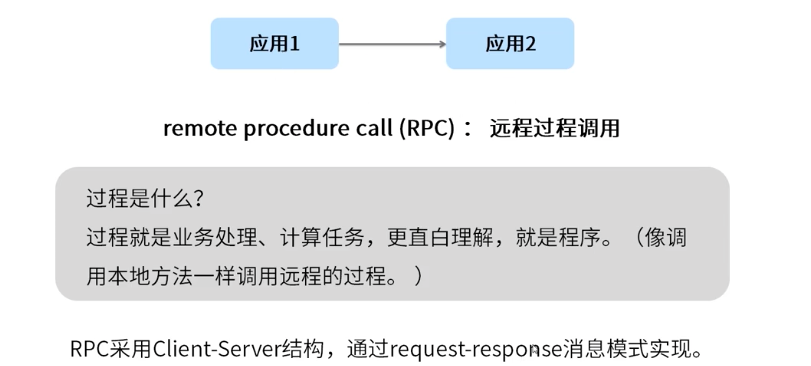 应用1
应用2
remote procedure call (RPC) ： 远程过程调用
过程是什么？
过程就是业务处理、计算任务，更直白理解，就是程序。（像调
用本地方法一样调用远程的过程。 ）
RPC采用Client-Server结构，通过request-response消息模式实现。